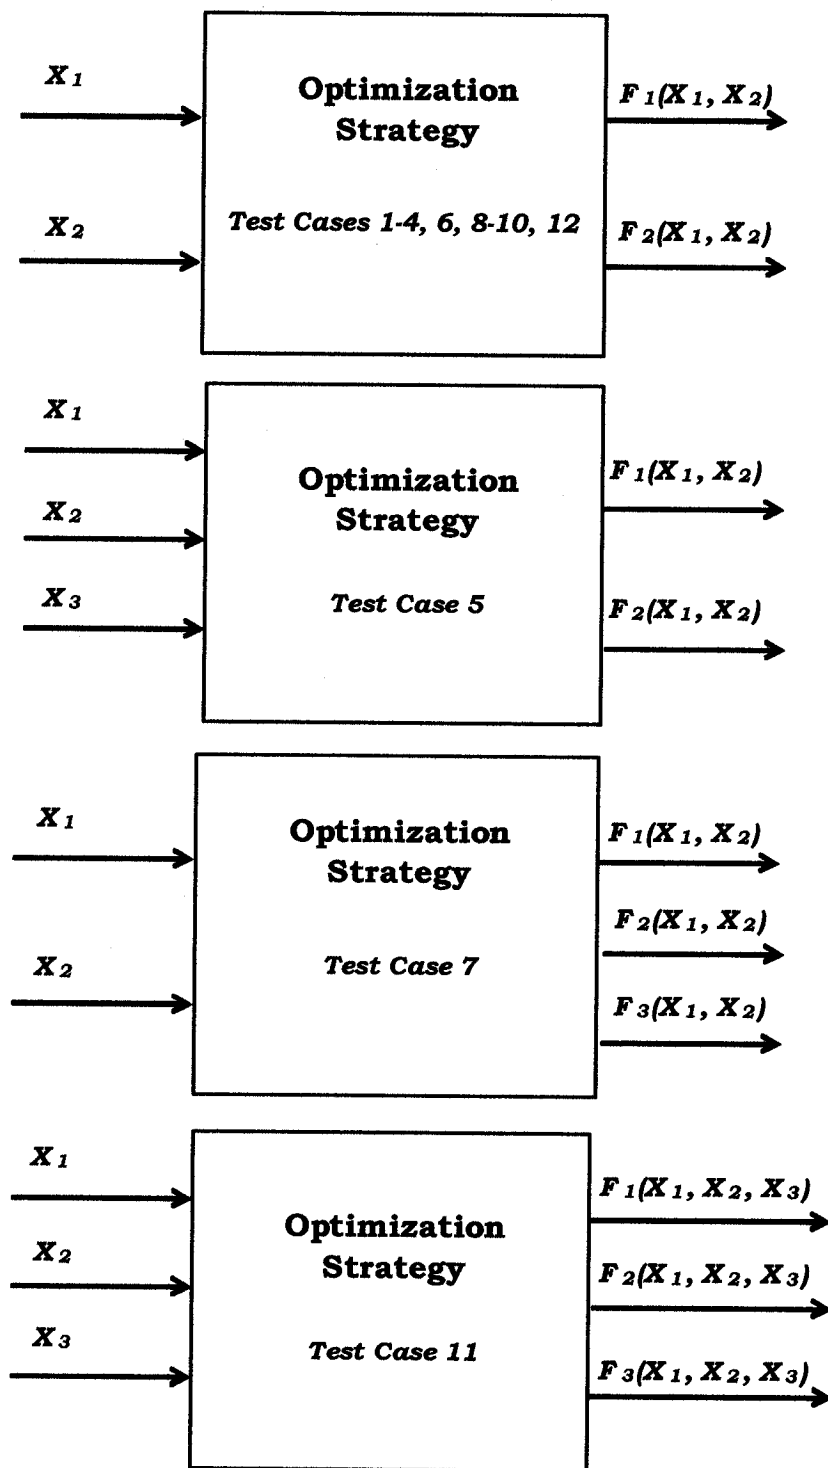 X1
Optimization
Strategy
F1(X1, X2)
Test Cases 1-4, 6, 8-10, 12
X2
F2(X1, X2)
X1
Optimization
Strategy
F1(X1, X2)
X2
X3
Test Case 5
F2(X1, X2)
X1
Optimization
Strategy
F1(X1, X2)
F2(X1, X2)
X2
Test Case 7
F3(X1, X2)
X1
Optimization
Strategy
F1(X1, X2, X3)
X2
F2(X1, X2, X3)
X3
Test Case 11
F3(X1, X2, X3)